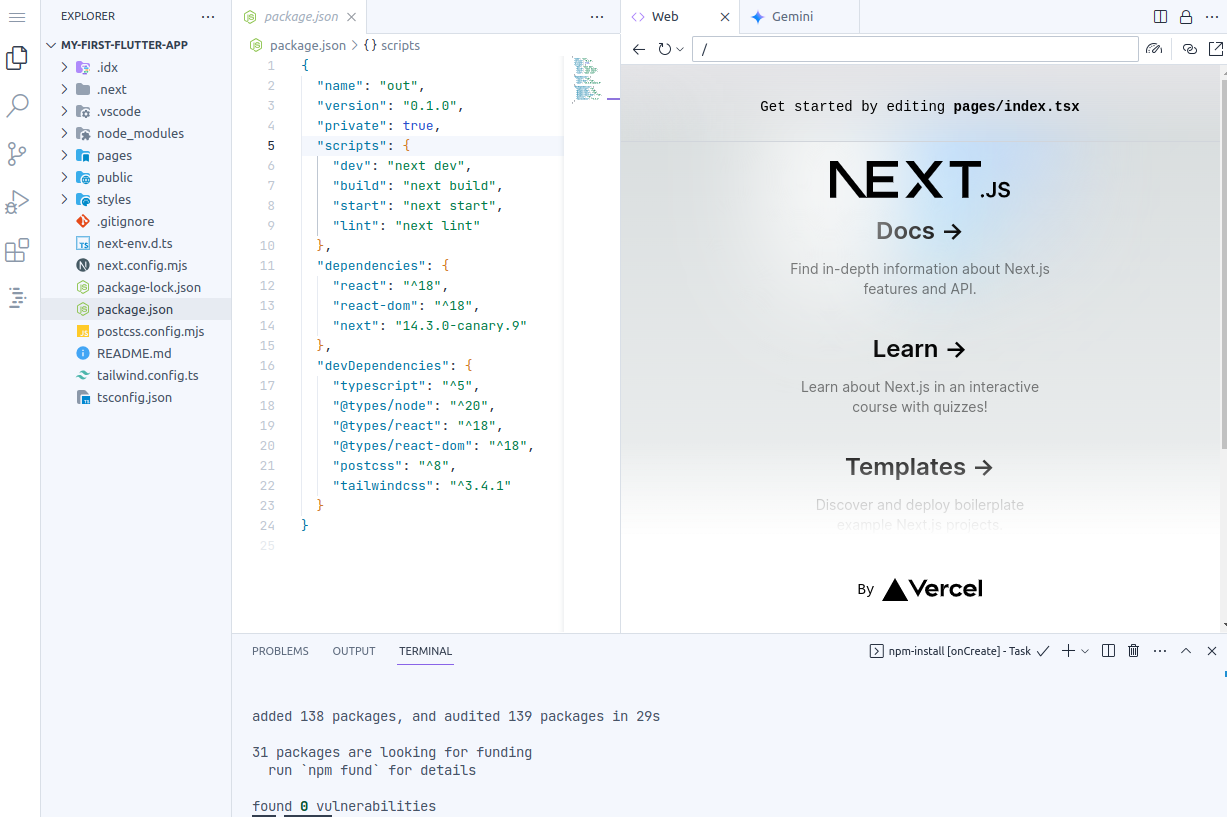 EXPLORER
MY-FIRST-FLUTTER-APP
.idx
.next
.vscode
node_modules
pages
public
styles
.gitignore
next-env.d.ts
next.config.mjs
package-lock.json
package.json
postcss.config.mjs
README.md
tailwind.config.ts
tsconfig.json
package.json
package.json > {} scripts
1 {
2 "name": "out",
3 "version": "0.1.0",
4 "private": true,
5 "scripts": {
6 "dev": "next dev",
7 "build": "next build",
8 "start": "next start",
9 "lint": "next lint"
10 },
11 "dependencies": {
12 "react": "^18",
13 "react-dom": "^18",
14 "next": "14.3.0-canary.9"
15 },
16 "devDependencies": {
17 "typescript": "^5",
18 "@types/node": "^20",
19 "@types/react": "^18",
20 "@types/react-dom": "^18",
21 "postcss": "^8",
22 "tailwindcss": "^3.4.1"
23 }
24 }
25
Web
Gemini
/
Get started by editing pages/index.tsx
NEXT.JS
Docs →
Find in-depth information about Next.js
features and API.
Learn →
Learn about Next.js in an interactive
course with quizzes!
Templates →
Discover and deploy boilerplate
example Next.js projects.
By Vercel
PROBLEMS OUTPUT TERMINAL
npm-install [onCreate] - Task
added 138 packages, and audited 139 packages in 29s
31 packages are looking for funding
run `npm fund` for details
found 0 vulnerabilities